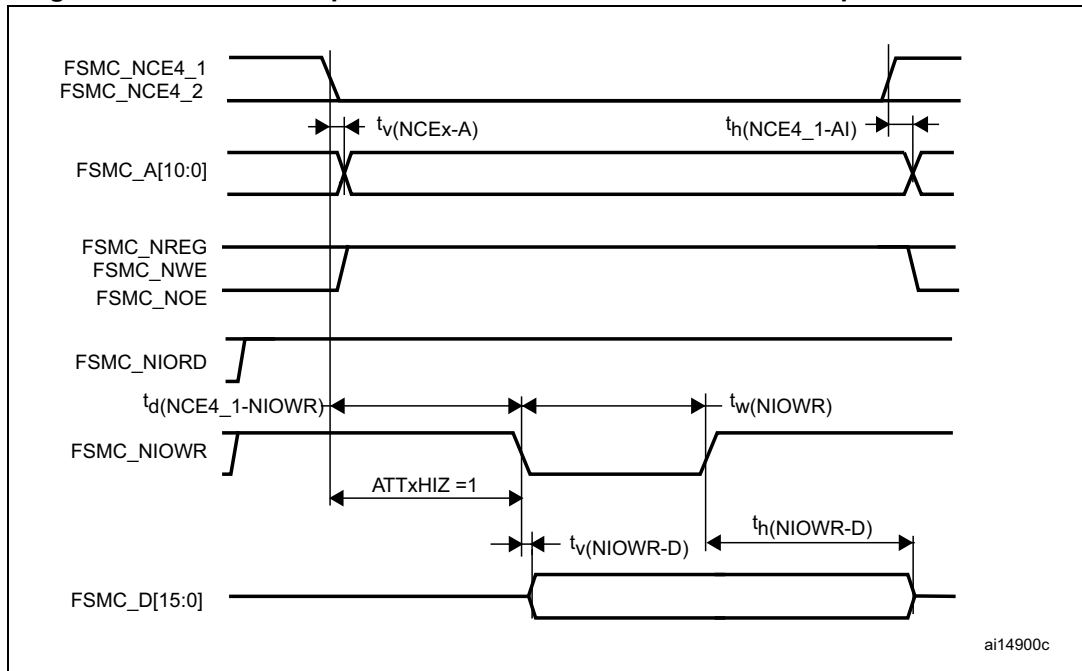 FSMC_NCE4_1
FSMC_NCE4_2
tv(NCEx-A)
th(NCE4_1-AI)
FSMC_A[10:0]
FSMC_NREG
FSMC_NWE
FSMC_NOE
FSMC_NIORD
td(NCE4_1-NIOWR)
tw(NIOWR)
FSMC_NIOWR
ATTxHIZ =1
th(NIOWR-D)
tv(NIOWR-D)
FSMC_D[15:0]
ai14900c